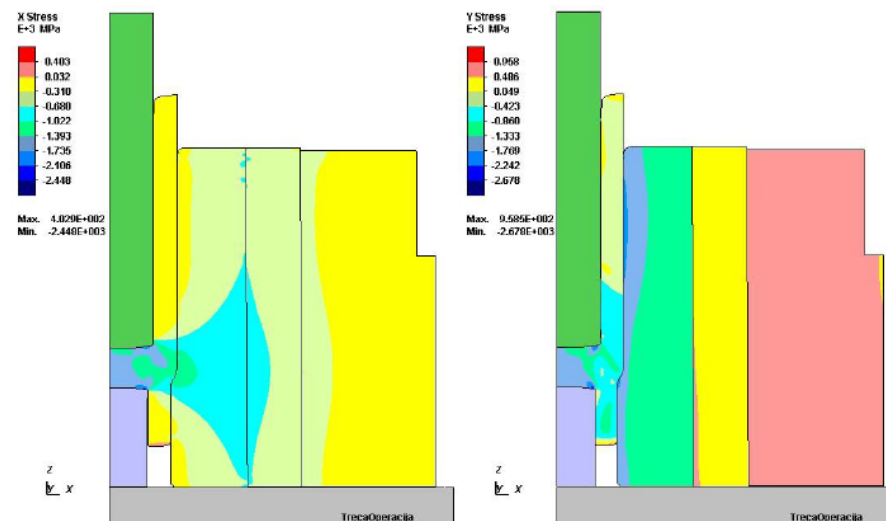 X Stress
E+3 MPa
0.403
0.032
-0.310
-0.680
-1.022
-1.393
-1.735
-2.106
-2.448
Max. 4.029E+002
Min. -2.448E+003
Z
Y X
TrecaOperacija
Y Stress
E+3 MPa
0.958
0.486
0.049
-0.423
-0.860
-1.333
-1.769
-2.242
-2.678
Max. 9.585E+002
Min. -2.678E+003
Z
Y X
TrecaOperacija